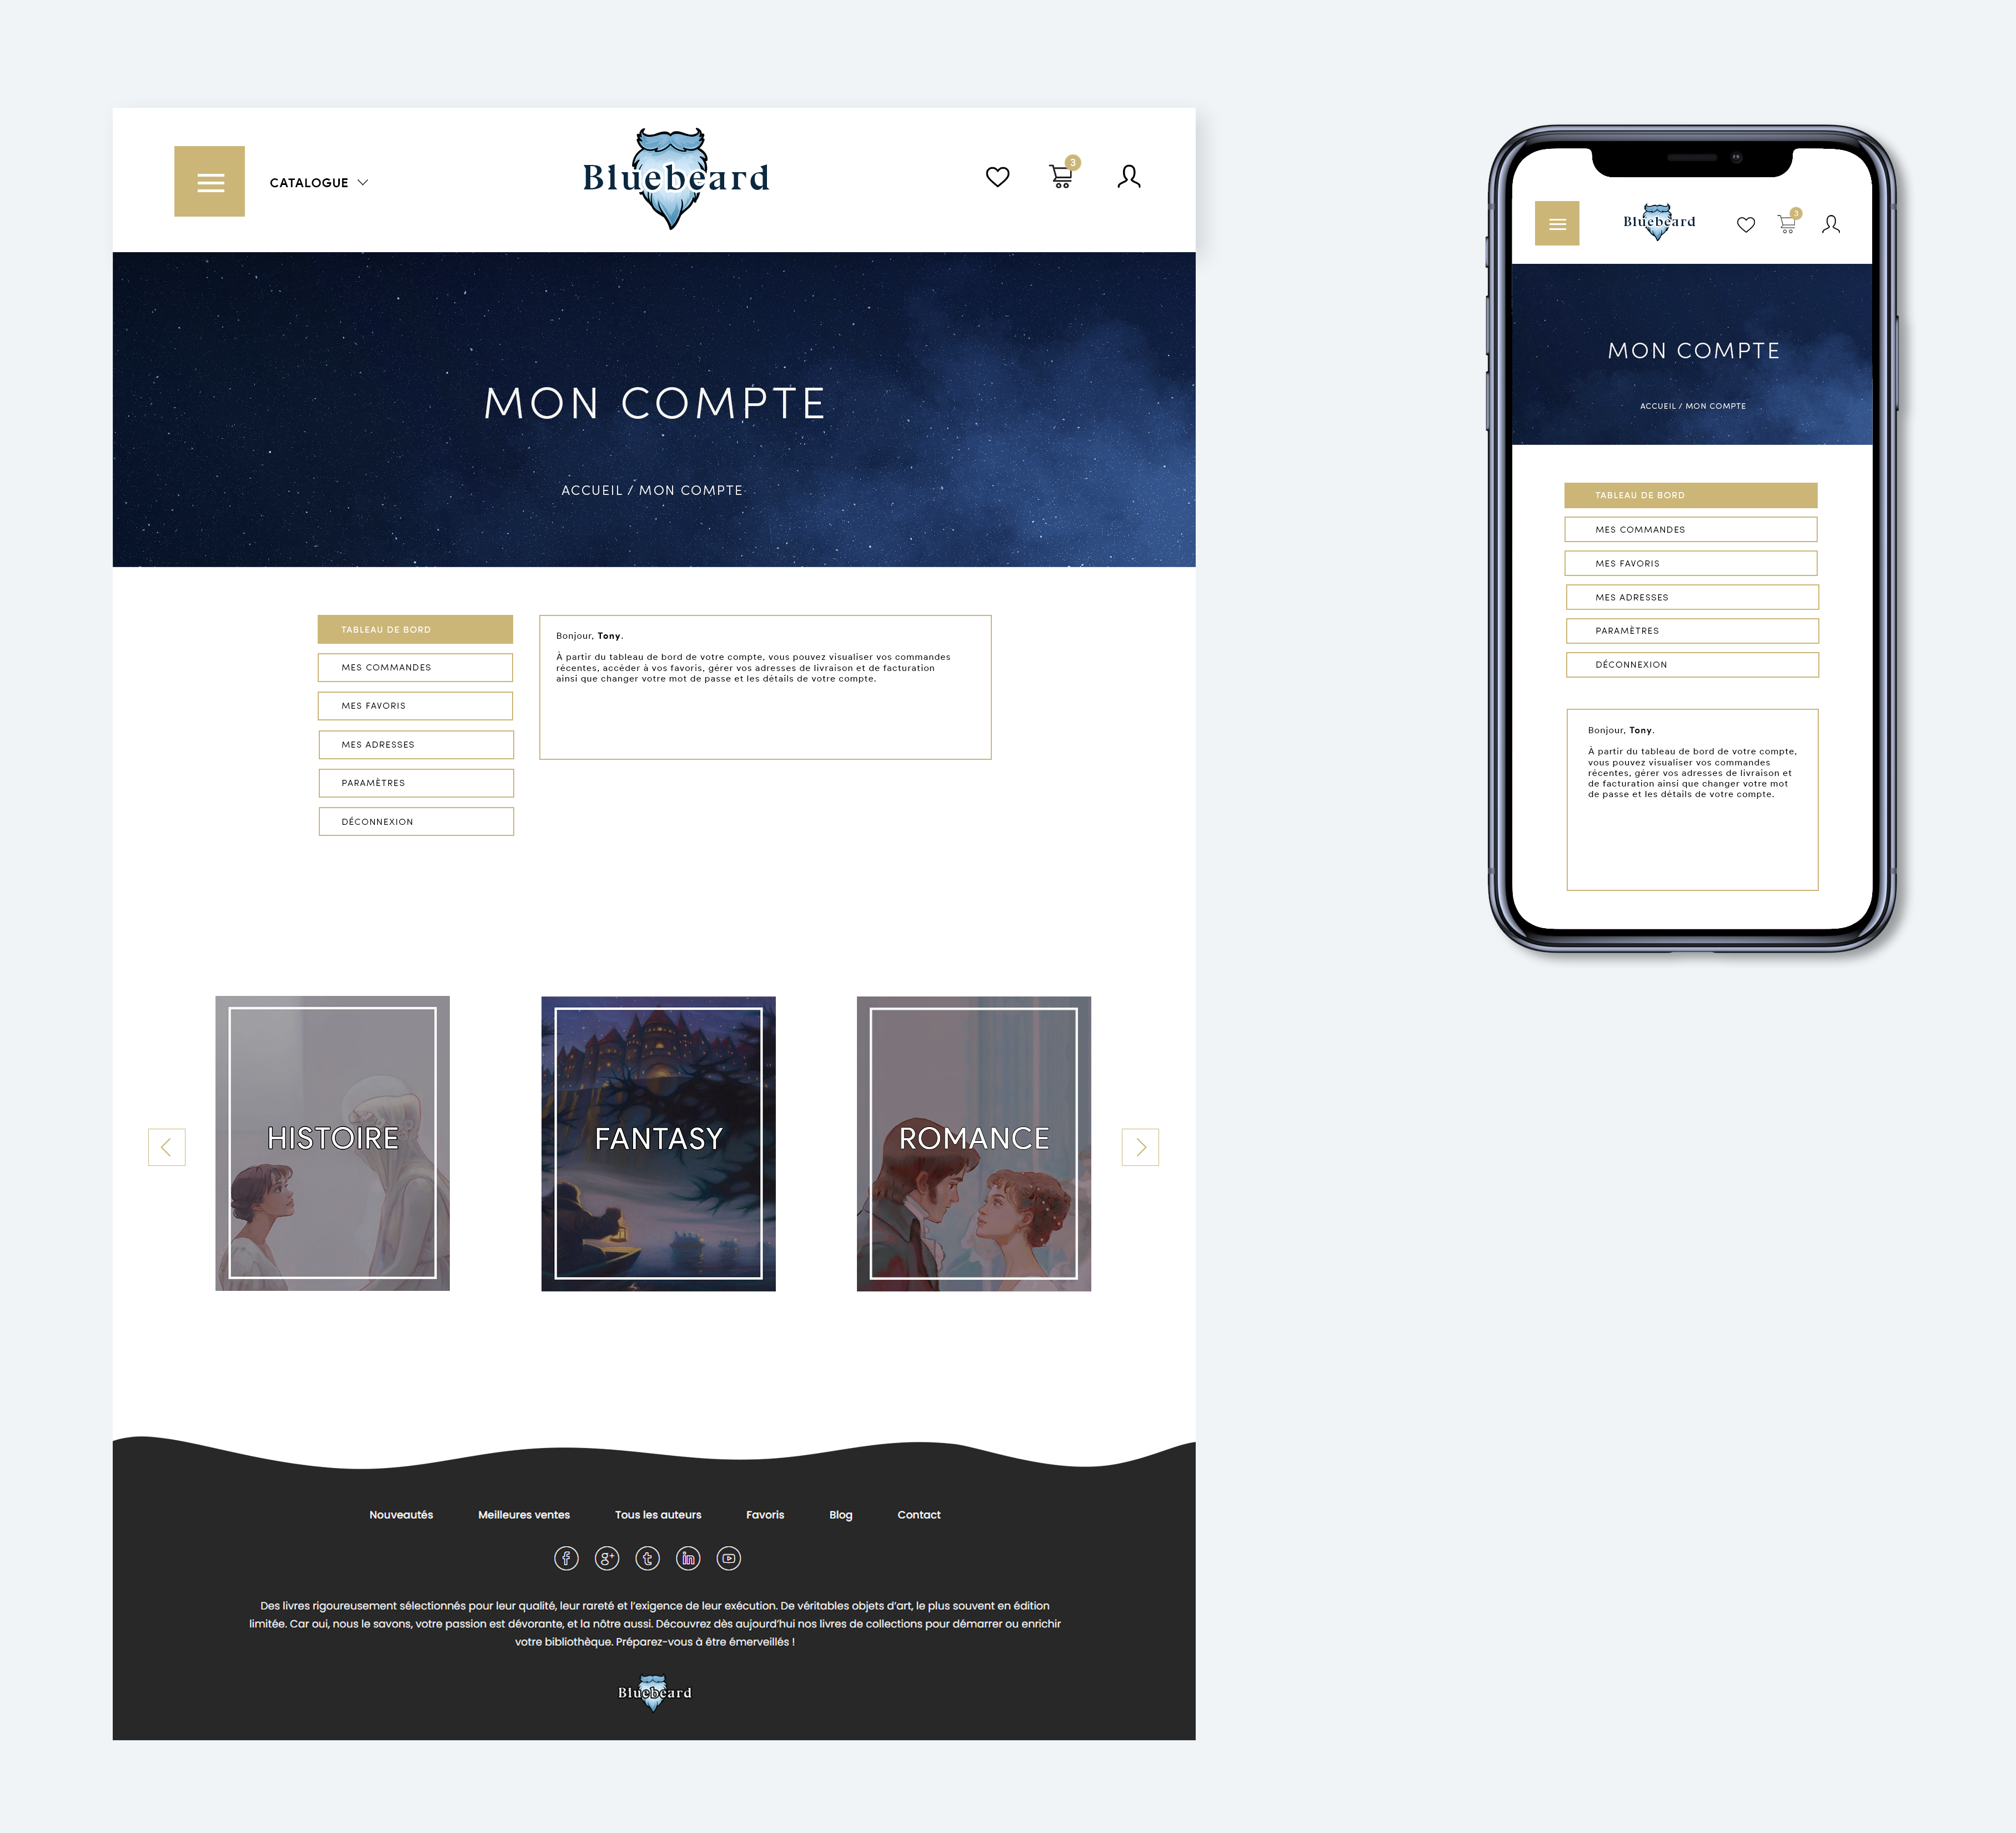 CATALOGUE
Bluebeard
3
MON COMPTE
ACCUEIL / MON COMPTE
TABLEAU DE BORD
MES COMMANDES
MES FAVORIS
MES ADRESSES
PARAMÈTRES
DÉCONNEXION
Bonjour, Tony.
À partir du tableau de bord de votre compte, vous pouvez visualiser vos commandes
récentes, accéder à vos favoris, gérer vos adresses de livraison et de facturation
ainsi que changer votre mot de passe et les détails de votre compte.
HISTOIRE
FANTASY
ROMANCE
Nouveautés Meilleures ventes Tous les auteurs Favoris Blog Contact
f g+ t in
Des livres rigoureusement sélectionnés pour leur qualité, leur rareté et l'exigence de leur exécution. De véritables objets d'art, le plus souvent en édition
limitée. Car oui, nous le savons, votre passion est dévorante, et la nôtre aussi. Découvrez dès aujourd'hui nos livres de collections pour démarrer ou enrichir
votre bibliothèque. Préparez-vous à être émerveillés !
Bluebeard
Bluebeard
3
MON COMPTE
ACCUEIL / MON COMPTE
TABLEAU DE BORD
MES COMMANDES
MES FAVORIS
MES ADRESSES
PARAMÈTRES
DÉCONNEXION
Bonjour, Tony.
À partir du tableau de bord de votre compte,
vous pouvez visualiser vos commandes
récentes, gérer vos adresses de livraison et
de facturation ainsi que changer votre mot
de passe et les détails de votre compte.